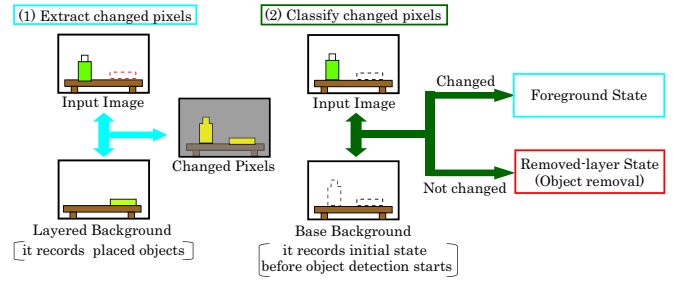 (1) Extract changed pixels
Input Image
Changed Pixels
Layered Background
it records placed objects
(2) Classify changed pixels
Input Image
Base Background
it records initial state
before object detection starts
Changed
Foreground State
Not changed
Removed-layer State
(Object removal)